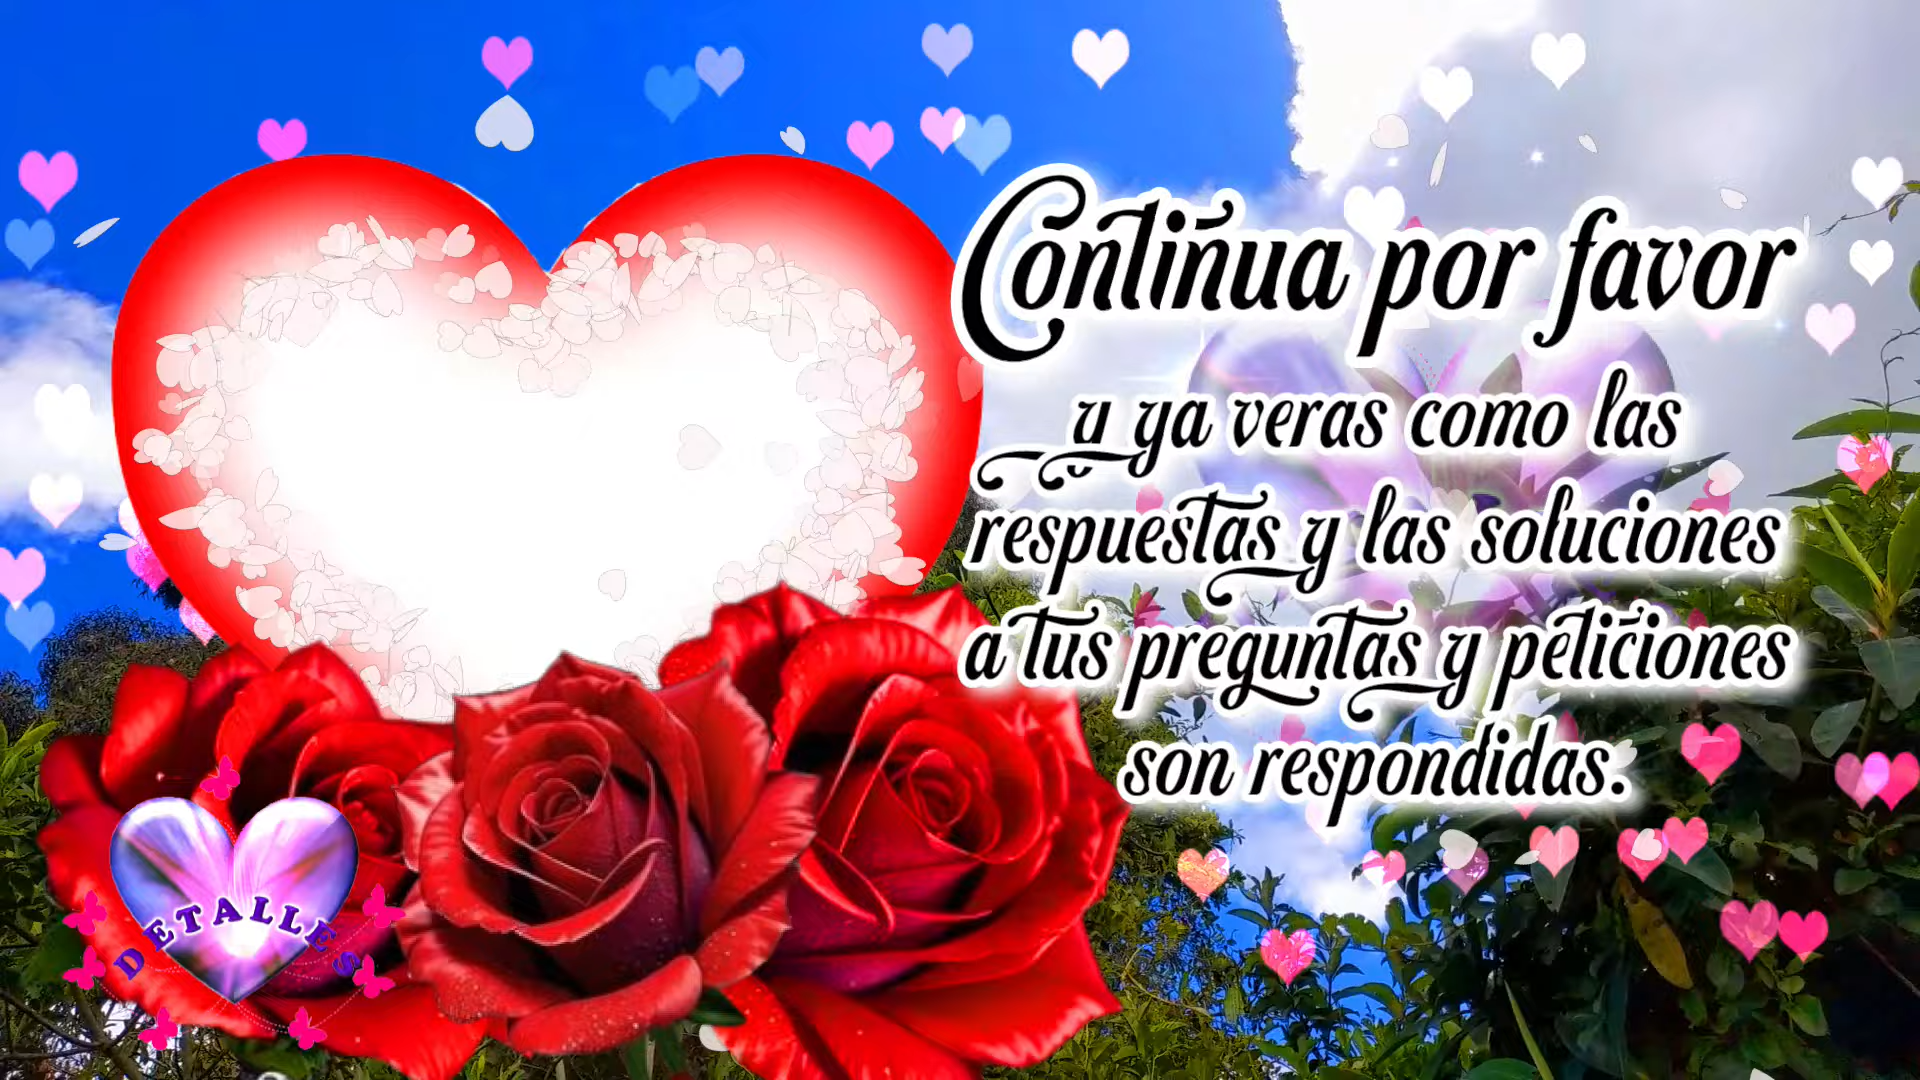 Continua por favor
y ya veras como las
respuestas y las soluciones
a tus preguntas y peticiones
son respondidas.
DETALLES